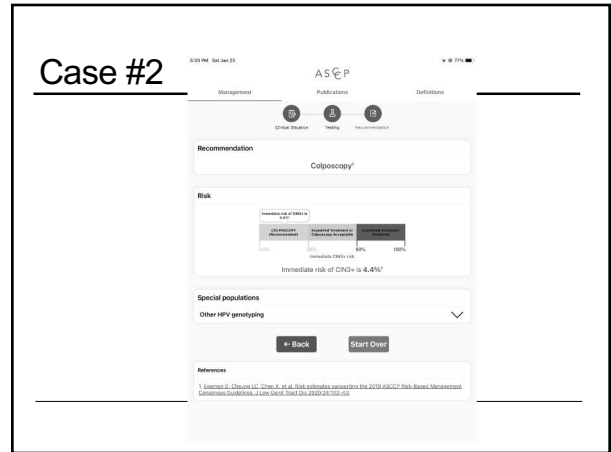 Case #2
5:33 PM Sat Jan 23
77%
ASCCP
Management Publications Definitions
Clinical Situation Testing Recommendation
Recommendation
Colposcopy¹
Risk
Immediate risk of CIN3+ is
4.4%
COLPOSCOPY Expedited Treatment or Expedited Treatment
(Recommended) Colposcopy Acceptable Preferred
60% 100%
Immediate CIN3+ risk
Immediate risk of CIN3+ is 4.4%¹
Special populations
Other HPV genotyping
← Back Start Over
References
1. Egemen D, Cheung LC, Chen X, et al. Risk estimates supporting the 2019 ASCCP Risk-Based Management
Consensus Guidelines. J Low Genit Tract Dis 2020;24:132-43.